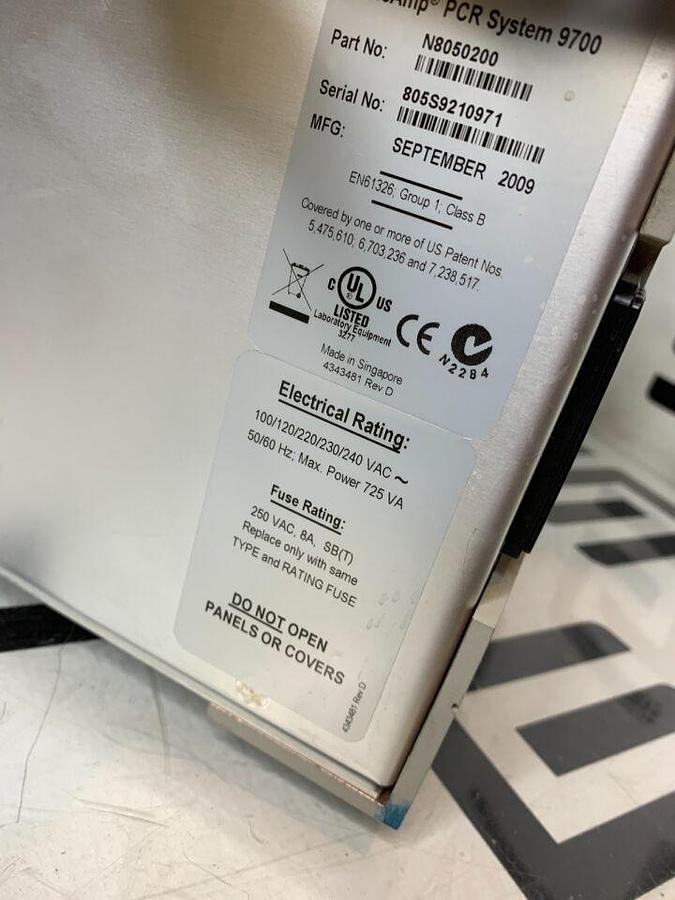 PCR System 9700
Part No: N8050200
Serial No: 805S9210971
MFG: SEPTEMBER 2009
EN61326; Group 1; Class B
Covered by one or more of US Patent Nos
5,475,610; 6,703,236 and 7,238,517.
C UL US
LISTED
Laboratory Equipment
3277
CE
N2284
Made in Singapore
4343481 Rev D
Electrical Rating:
100/120/220/230/240 VAC ~
50/60 Hz; Max. Power 725 VA
Fuse Rating:
250 VAC, 8A, SB(T)
Replace only with same
TYPE and RATING FUSE
DO NOT OPEN
PANELS OR COVERS
4343481 Rev D